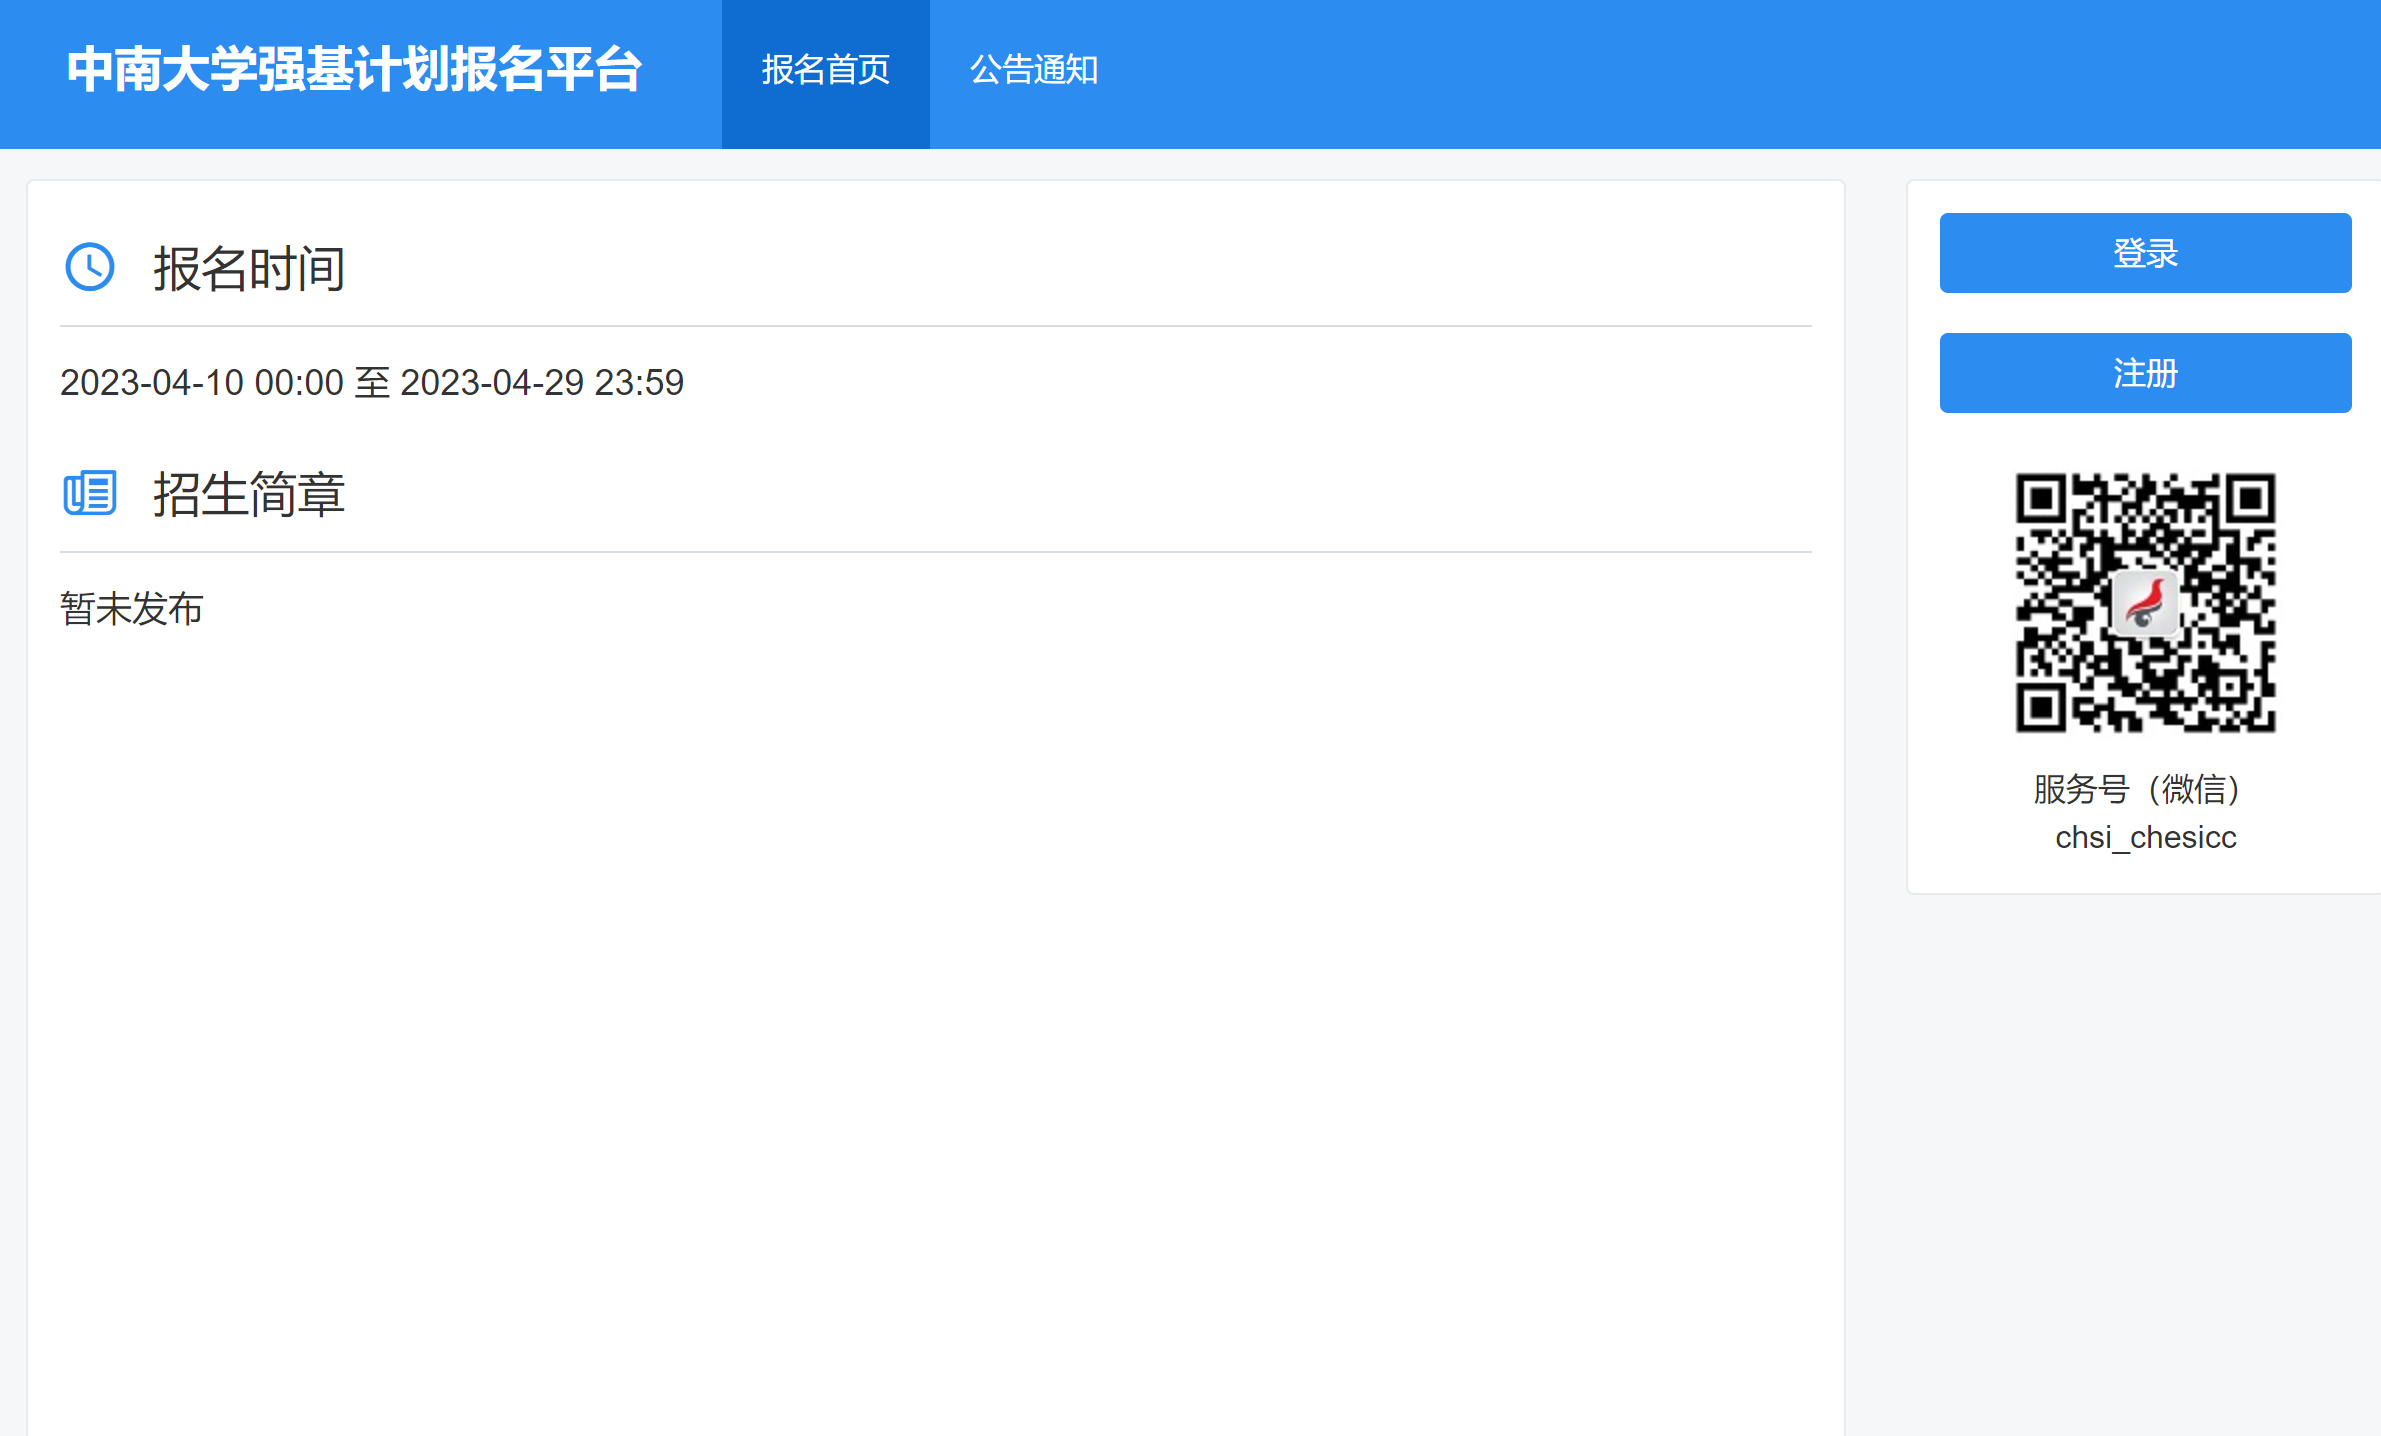 中南大学强基计划报名平台
报名首页
公告通知
报名时间
2023-04-10 00:00 至 2023-04-29 23:59
招生简章
暂未发布
登录
注册
服务号（微信）
chsi_chesicc